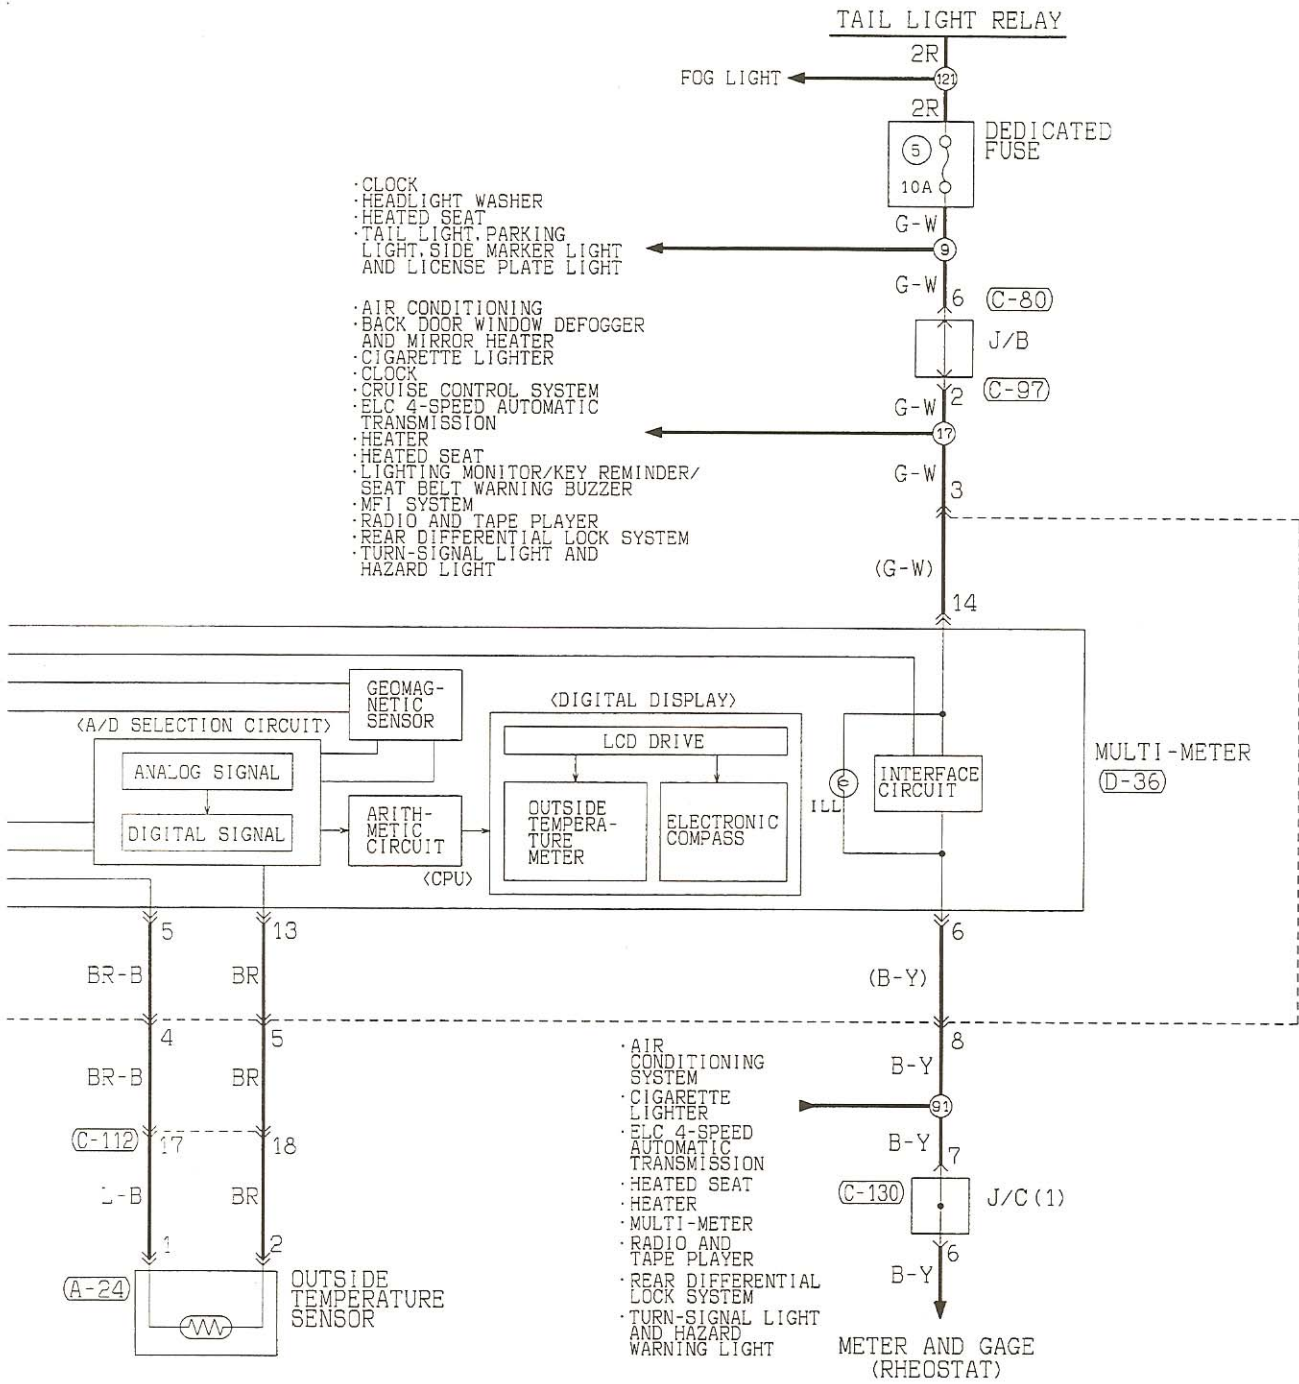 TAIL LIGHT RELAY
2R
FOG LIGHT
121
2R
DEDICATED
FUSE
5
10A
·CLOCK
·HEADLIGHT WASHER
·HEATED SEAT
·TAIL LIGHT, PARKING
LIGHT, SIDE MARKER LIGHT
AND LICENSE PLATE LIGHT
G-W
9
G-W
6
C-80
J/B
·AIR CONDITIONING
·BACK DOOR WINDOW DEFOGGER
AND MIRROR HEATER
·CIGARETTE LIGHTER
·CLOCK
·CRUISE CONTROL SYSTEM
·ELC 4-SPEED AUTOMATIC
TRANSMISSION
·HEATER
·HEATED SEAT
·LIGHTING MONITOR/KEY REMINDER/
SEAT BELT WARNING BUZZER
·MFI SYSTEM
·RADIO AND TAPE PLAYER
·REAR DIFFERENTIAL LOCK SYSTEM
·TURN-SIGNAL LIGHT AND
HAZARD LIGHT
2
C-97
G-W
17
G-W
3
(G-W)
14
GEOMAG-
NETIC
SENSOR
<A/D SELECTION CIRCUIT>
ANALOG SIGNAL
DIGITAL SIGNAL
ARITH-
METIC
CIRCUIT
<CPU>
<DIGITAL DISPLAY>
LCD DRIVE
OUTSIDE
TEMPERA-
TURE
METER
ELECTRONIC
COMPASS
ILL
INTERFACE
CIRCUIT
MULTI-METER
D-36
5
13
6
BR-B
BR
(B-Y)
4
5
8
BR-B
BR
B-Y
91
B-Y
7
C-112
17
18
-B
BR
C-130
J/C(1)
6
B-Y
1
2
A-24
OUTSIDE
TEMPERATURE
SENSOR
·AIR
CONDITIONING
SYSTEM
·CIGARETTE
LIGHTER
·ELC 4-SPEED
AUTOMATIC
TRANSMISSION
·HEATED SEAT
·HEATER
·MULTI-METER
·RADIO AND
TAPE PLAYER
·REAR DIFFERENTIAL
LOCK SYSTEM
·TURN-SIGNAL LIGHT
AND HAZARD
WARNING LIGHT
METER AND GAGE
(RHEOSTAT)